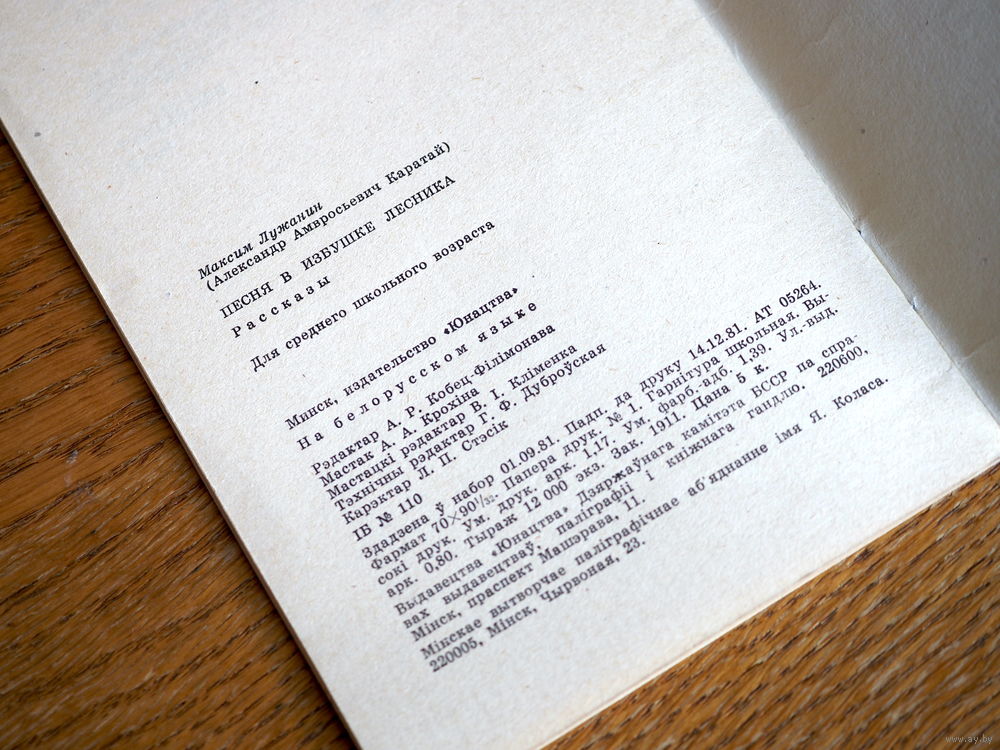 Максим Лужанин
(Александр Амвросьевич Каратай)
ПЕСНЯ В ИЗБУШКЕ ЛЕСНИКА
Рассказы
Для среднего школьного возраста
Минск, издательство «Юнацтва»
На белорусском языке
Рэдактар А. Р. Кобец-Філімонава
Мастак А. А. Крохіна
Мастацкі рэдактар В. І. Кліменка
Тэхнічны рэдактар Г. Ф. Дуброўская
Карэктар Л. П. Стэсік
ІБ № 110
Здадзена ў набор 01.09.81. Падп. да друку 14.12.81. АТ 05264.
Фармат 70×90¹/₃₂. Папера друк. № 1. Гарнітура школьная. Вы-
сокі друк. Ум. друк. арк. 1,17. Ум. фарб.-адб. 1,39. Ул.-выд.
арк. 0,80. Тыраж 12 000 экз. Зак. 1911. Цана 5 к.
Выдавецтва «Юнацтва» Дзяржаўнага камітэта БССР па спра-
вах выдавецтваў, паліграфіі і кніжнага гандлю. 220600,
Мінск, праспект Машэрава, 11.
Мінскае вытворчае паліграфічнае аб'яднанне імя Я. Коласа.
220005, Мінск, Чырвоная, 23.
www.ay.by